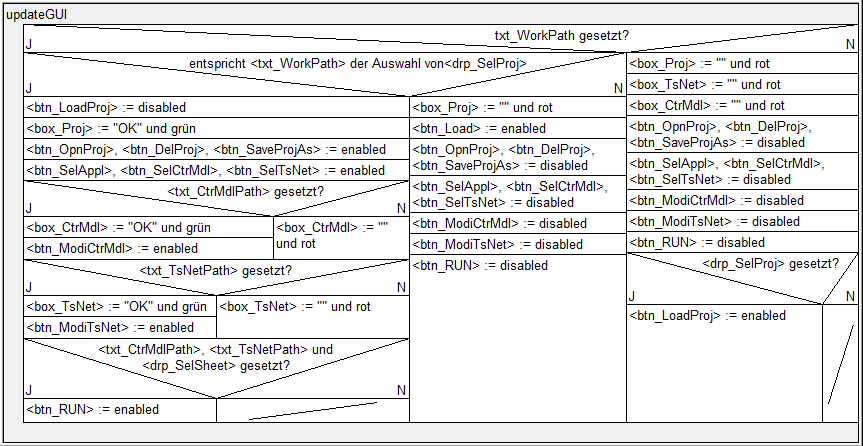 updateGUI
txt_WorkPath gesetzt?
J
N
entspricht <txt_WorkPath> der Auswahl von<drp_SelProj>
J
N
<btn_LoadProj> := disabled
<box_Proj> := "OK" und grün
<btn_OpnProj>, <btn_DelProj>, <btn_SaveProjAs> := enabled
<btn_SelAppl>, <btn_SelCtrMdl>, <btn_SelTsNet> := enabled
<txt_CtrMdlPath> gesetzt?
J
N
<box_CtrMdl> := "OK" und grün
<btn_ModiCtrMdl> := enabled
<box_CtrMdl> := ""
und rot
<txt_TsNetPath> gesetzt?
J
N
<box_TsNet> := "OK" und grün
<btn_ModiTsNet> := enabled
<box_TsNet> := "" und rot
<txt_CtrMdlPath>, <txt_TsNetPath> und
<drp_SelSheet> gesetzt?
J
N
<btn_RUN> := enabled
<box_Proj> := "" und rot
<btn_Load> := enabled
<btn_OpnProj>, <btn_DelProj>,
<btn_SaveProjAs> := disabled
<btn_SelAppl>, <btn_SelCtrMdl>,
<btn_SelTsNet> := disabled
<btn_ModiCtrMdl> := disabled
<btn_ModiTsNet> := disabled
<btn_RUN> := disabled
<box_Proj> := "" und rot
<box_TsNet> := "" und rot
<box_CtrMdl> := "" und rot
<btn_OpnProj>, <btn_DelProj>,
<btn_SaveProjAs> := disabled
<btn_SelAppl>, <btn_SelCtrMdl>,
<btn_SelTsNet> := disabled
<btn_ModiCtrMdl> := disabled
<btn_ModiTsNet> := disabled
<btn_RUN> := disabled
<drp_SelProj> gesetzt?
J
N
<btn_LoadProj> := enabled